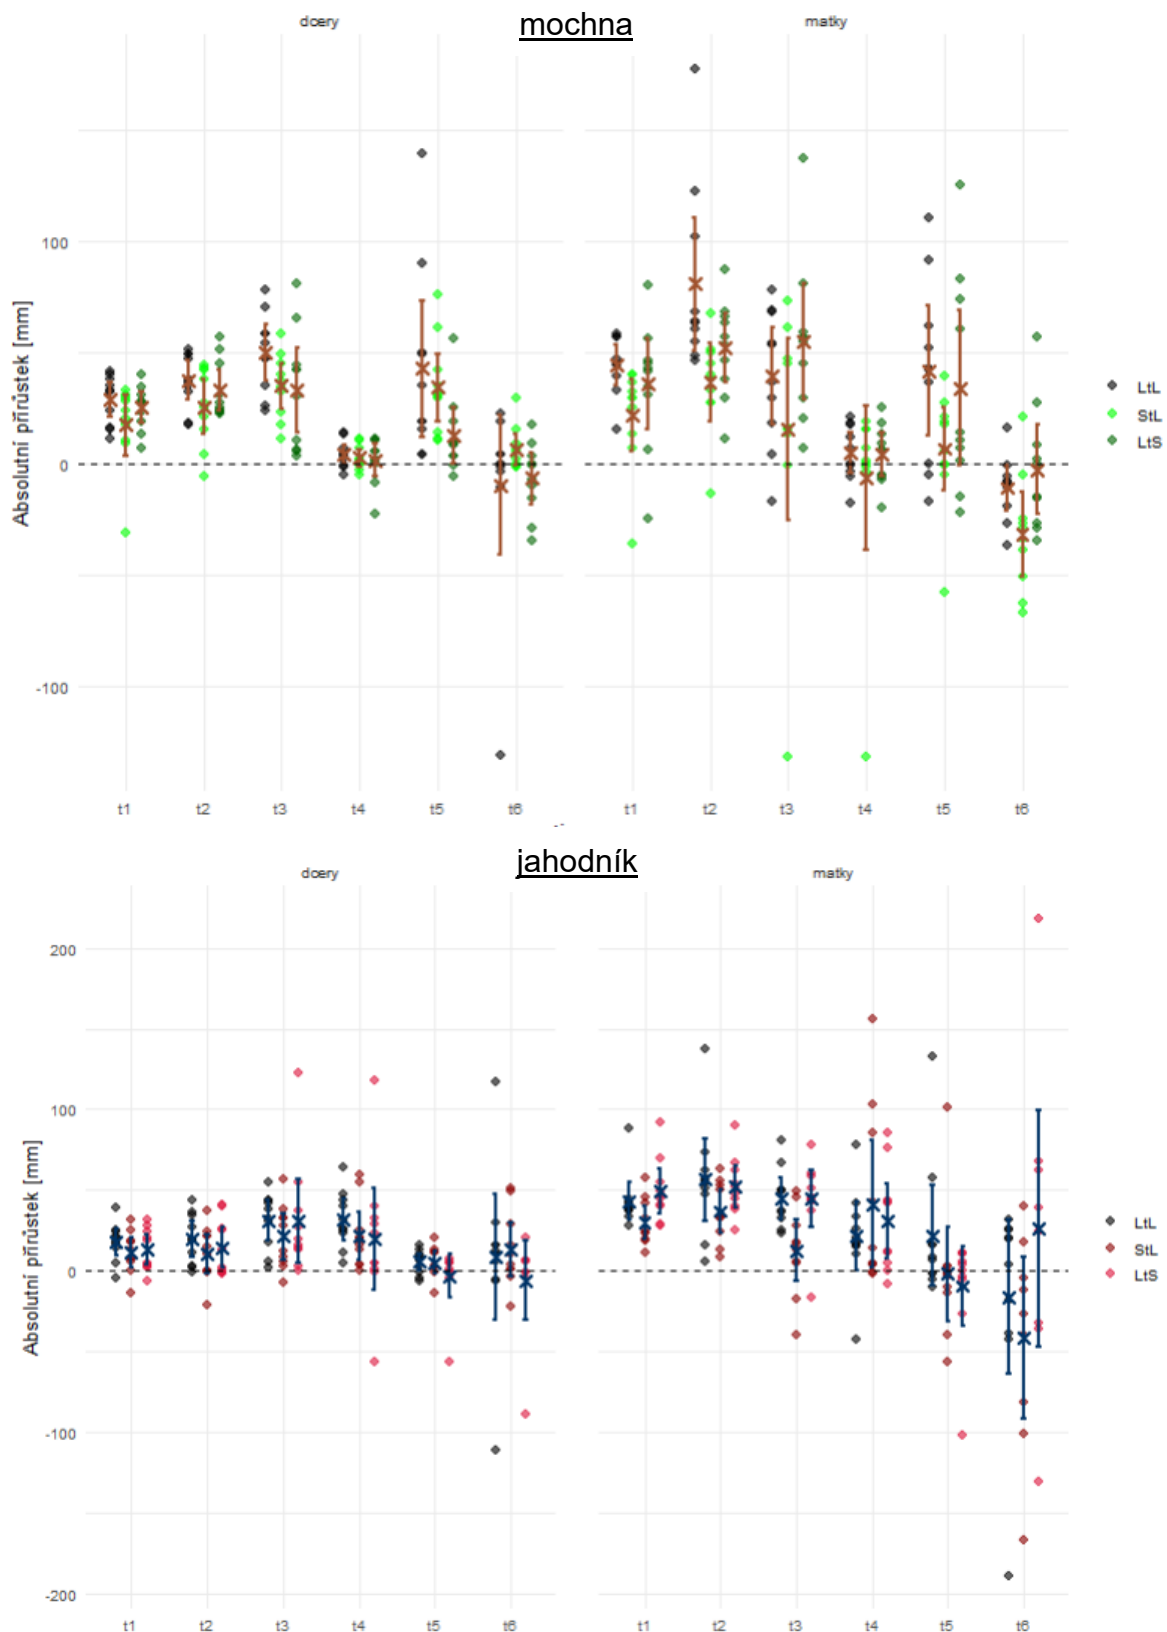 mochna
dcery
matky
Absolutní přírůstek [mm]
100
0
-100
t1
t2
t3
t4
t5
t6
t1
t2
t3
t4
t5
t6
LtL
StL
LtS
jahodník
dcery
matky
Absolutní přírůstek [mm]
200
100
0
-100
-200
t1
t2
t3
t4
t5
t6
t1
t2
t3
t4
t5
t6
LtL
StL
LtS